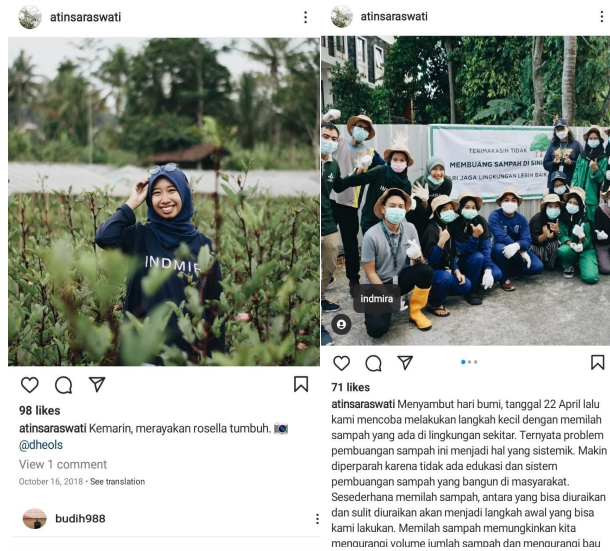 atinsaraswati
INDMIR
98 likes
atinsaraswati Kemarin, merayakan rosella tumbuh.
@dheols
View 1 comment
October 16, 2018 • See translation
budih988
atinsaraswati
TERIMAKASIH TIDAK
MEMBUANG SAMPAH DI SINI
RI JAGA LINGKUNGAN LEBIH BAIK
indmira
71 likes
atinsaraswati Menyambut hari bumi, tanggal 22 April lalu
kami mencoba melakukan langkah kecil dengan memilah
sampah yang ada di lingkungan sekitar. Ternyata problem
pembuangan sampah ini menjadi hal yang sistemik. Makin
diperparah karena tidak ada edukasi dan sistem
pembuangan sampah yang bangun di masyarakat.
Sesederhana memilah sampah, antara yang bisa diuraikan
dan sulit diuraikan akan menjadi langkah awal yang bisa
kami lakukan. Memilah sampah memungkinkan kita
mengurangi volume jumlah sampah dan mengurangi bau